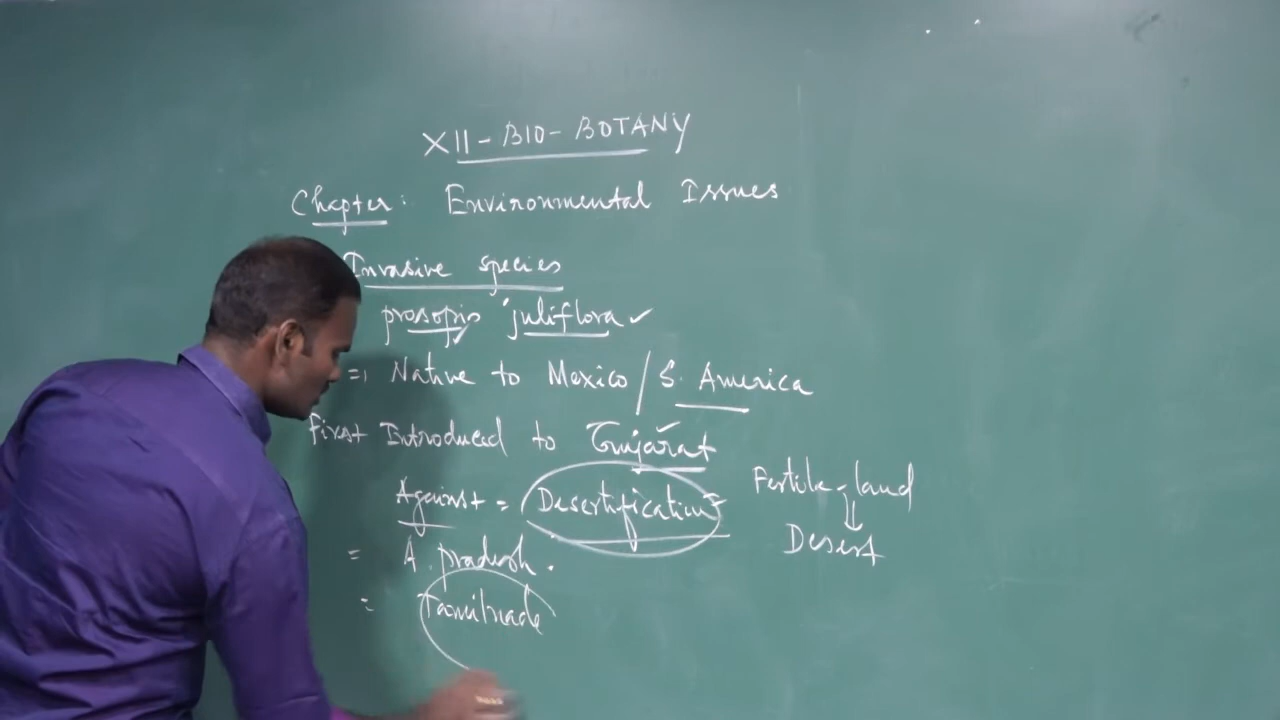 XII - BIO - BOTANY
Chapter: Environmental Issues
Invasive species
prosopis juliflora ✓
=) Native to Mexico / S. America
First Introduced to Gujarat
Against = Desertification = Fertile land
⇓
Desert
= A. pradesh.
= Tamilnade